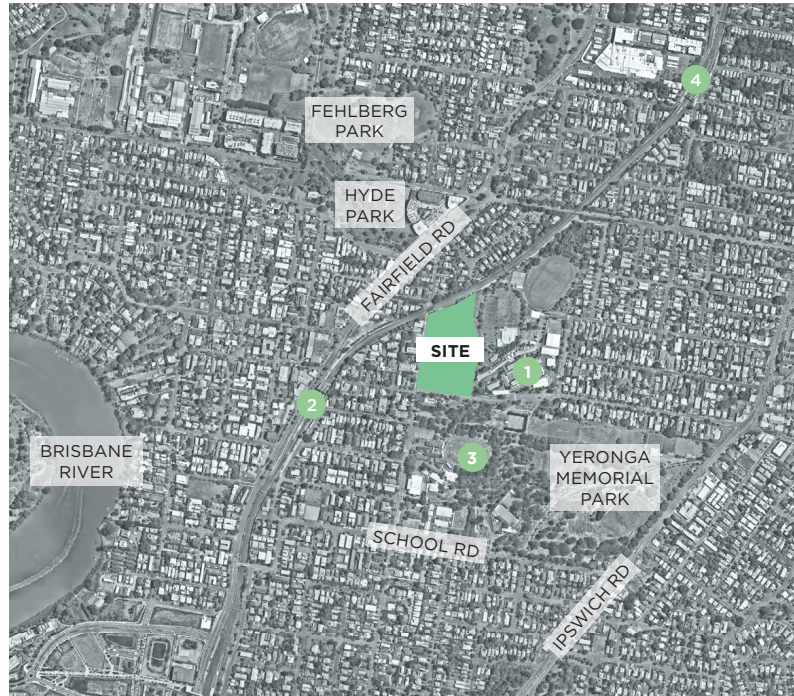 4
FEHLBERG
PARK
HYDE
PARK
FAIRFIELD RD
SITE
1
2
3
BRISBANE
RIVER
YERONGA
MEMORIAL
PARK
SCHOOL RD
IPSWICH RD